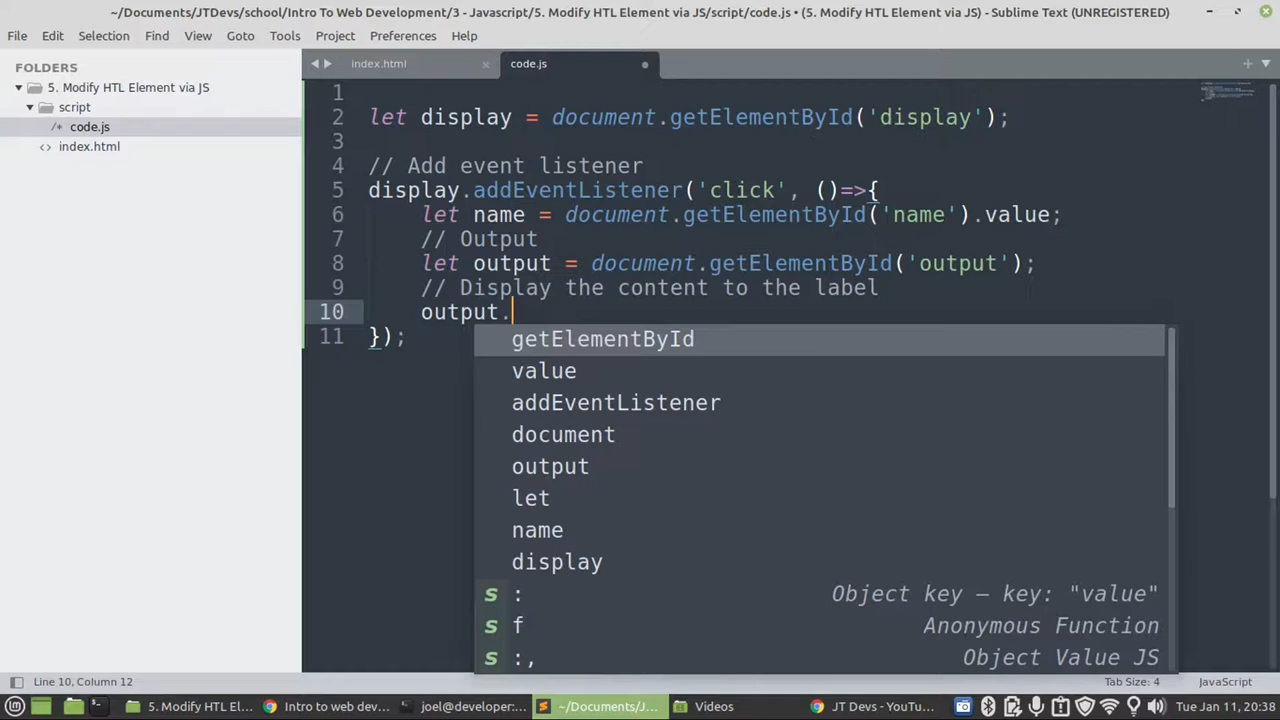 ~/Documents/JTDevs/school/Intro To Web Development/3 - Javascript/5. Modify HTL Element via JS/script/code.js • (5. Modify HTL Element via JS) - Sublime Text (UNREGISTERED)
File Edit Selection Find View Goto Tools Project Preferences Help
FOLDERS
5. Modify HTL Element via JS
script
/* code.js
<> index.html
index.html × code.js
1
2 let display = document.getElementById('display');
3
4 // Add event listener
5 display.addEventListener('click', ()=>{
6 let name = document.getElementById('name').value;
7 // Output
8 let output = document.getElementById('output');
9 // Display the content to the label
10 output.
11 });
getElementById
value
addEventListener
document
output
let
name
display
s : Object key — key: "value"
s f Anonymous Function
s :, Object Value JS
Line 10, Column 12 Tab Size: 4 JavaScript
5. Modify HTL El... Intro to web dev... joel@developer:... ~/Documents/J... Videos JT Devs - YouTu... Tue Jan 11, 20:38